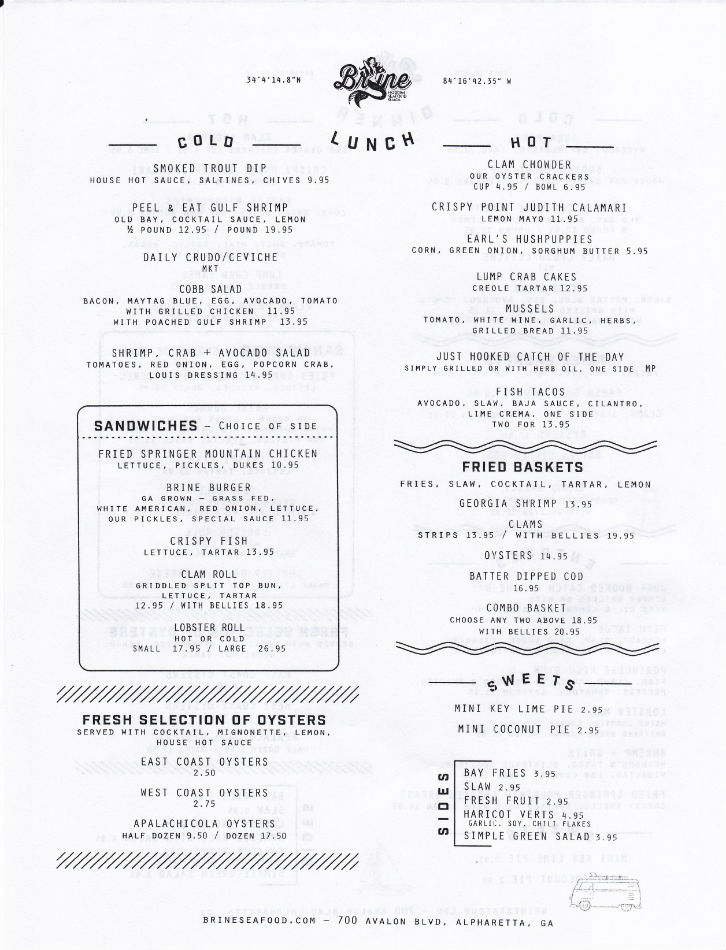 34°4'14.8"N
Brine
84°16'42.35" W
LUNCH
COLD
SMOKED TROUT DIP
HOUSE HOT SAUCE, SALTINES, CHIVES 9.95
PEEL & EAT GULF SHRIMP
OLD BAY, COCKTAIL SAUCE, LEMON
½ POUND 12.95 / POUND 19.95
DAILY CRUDO/CEVICHE
MKT
COBB SALAD
BACON, MAYTAG BLUE, EGG, AVOCADO, TOMATO
WITH GRILLED CHICKEN 11.95
WITH POACHED GULF SHRIMP 13.95
SHRIMP, CRAB + AVOCADO SALAD
TOMATOES, RED ONION, EGG, POPCORN CRAB,
LOUIS DRESSING 14.95
SANDWICHES – CHOICE OF SIDE
FRIED SPRINGER MOUNTAIN CHICKEN
LETTUCE, PICKLES, DUKES 10.95
BRINE BURGER
GA GROWN – GRASS FED,
WHITE AMERICAN, RED ONION, LETTUCE,
OUR PICKLES, SPECIAL SAUCE 11.95
CRISPY FISH
LETTUCE, TARTAR 13.95
CLAM ROLL
GRIDDLED SPLIT TOP BUN,
LETTUCE, TARTAR
12.95 / WITH BELLIES 18.95
LOBSTER ROLL
HOT OR COLD
SMALL 17.95 / LARGE 26.95
FRESH SELECTION OF OYSTERS
SERVED WITH COCKTAIL, MIGNONETTE, LEMON,
HOUSE HOT SAUCE
EAST COAST OYSTERS
2.50
WEST COAST OYSTERS
2.75
APALACHICOLA OYSTERS
HALF DOZEN 9.50 / DOZEN 17.50
HOT
CLAM CHOWDER
OUR OYSTER CRACKERS
CUP 4.95 / BOWL 6.95
CRISPY POINT JUDITH CALAMARI
LEMON MAYO 11.95
EARL'S HUSHPUPPIES
CORN, GREEN ONION, SORGHUM BUTTER 5.95
LUMP CRAB CAKES
CREOLE TARTAR 12.95
MUSSELS
TOMATO, WHITE WINE, GARLIC, HERBS,
GRILLED BREAD 11.95
JUST HOOKED CATCH OF THE DAY
SIMPLY GRILLED OR WITH HERB OIL, ONE SIDE MP
FISH TACOS
AVOCADO, SLAW, BAJA SAUCE, CILANTRO,
LIME CREMA, ONE SIDE
TWO FOR 13.95
FRIED BASKETS
FRIES, SLAW, COCKTAIL, TARTAR, LEMON
GEORGIA SHRIMP 13.95
CLAMS
STRIPS 13.95 / WITH BELLIES 19.95
OYSTERS 14.95
BATTER DIPPED COD
16.95
COMBO BASKET
CHOOSE ANY TWO ABOVE 18.95
WITH BELLIES 20.95
SWEETS
MINI KEY LIME PIE 2.95
MINI COCONUT PIE 2.95
SIDES
BAY FRIES 3.95
SLAW 2.95
FRESH FRUIT 2.95
HARICOT VERTS 4.95
GARLIC, SOY, CHILI FLAKES
SIMPLE GREEN SALAD 3.95
BRINESEAFOOD.COM – 700 AVALON BLVD, ALPHARETTA, GA